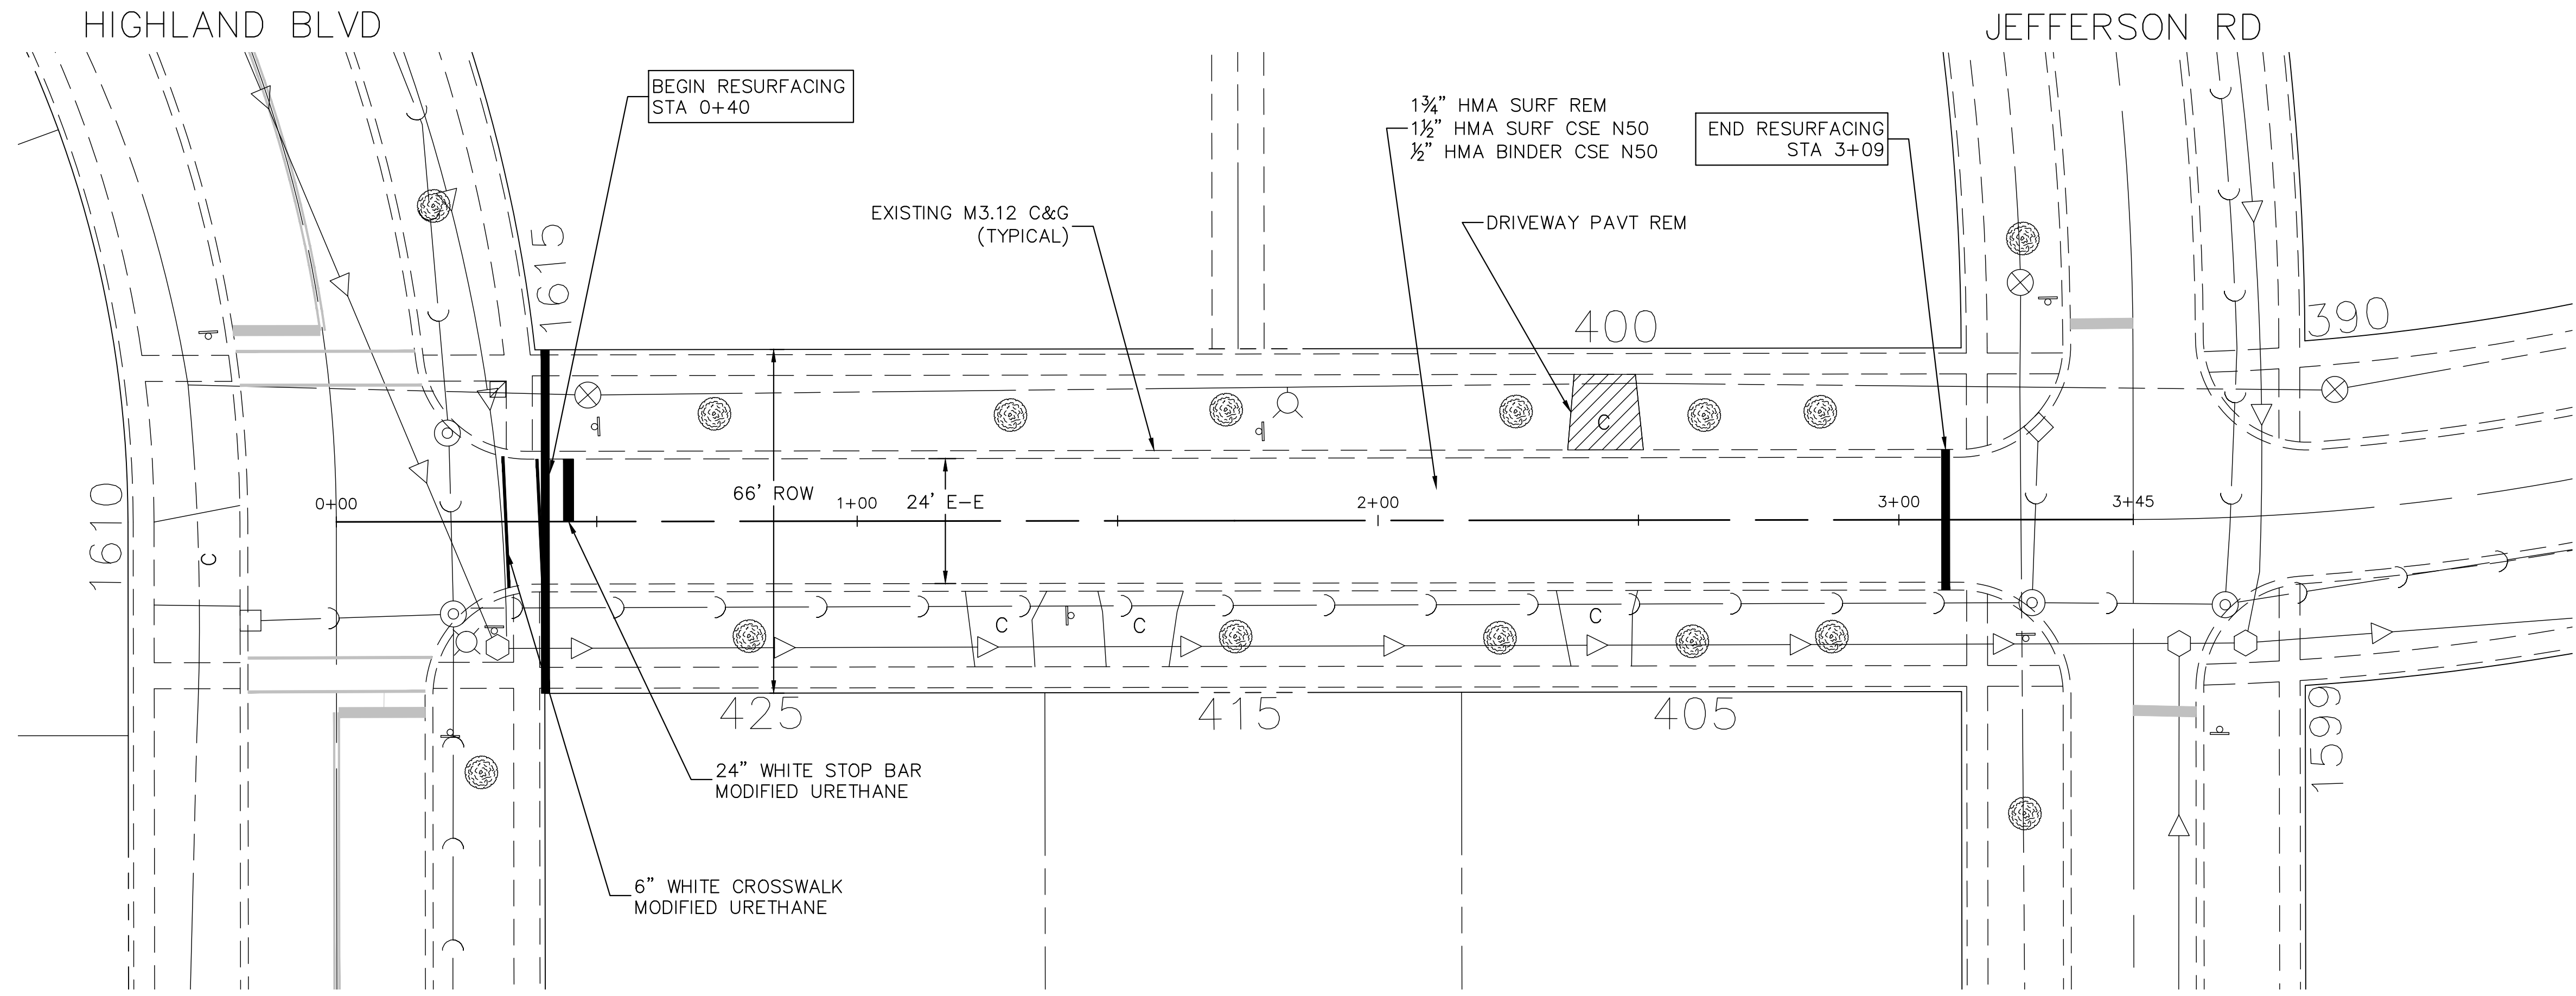 HIGHLAND BLVD
JEFFERSON RD
BEGIN RESURFACING
STA 0+40
1¾" HMA SURF REM
1½" HMA SURF CSE N50
½" HMA BINDER CSE N50
END RESURFACING
STA 3+09
EXISTING M3.12 C&G
(TYPICAL)
DRIVEWAY PAVT REM
1615
400
390
C
1610
0+00
66' ROW
1+00
24' E-E
2+00
3+00
3+45
C
C
C
C
425
415
405
1599
24" WHITE STOP BAR
MODIFIED URETHANE
6" WHITE CROSSWALK
MODIFIED URETHANE